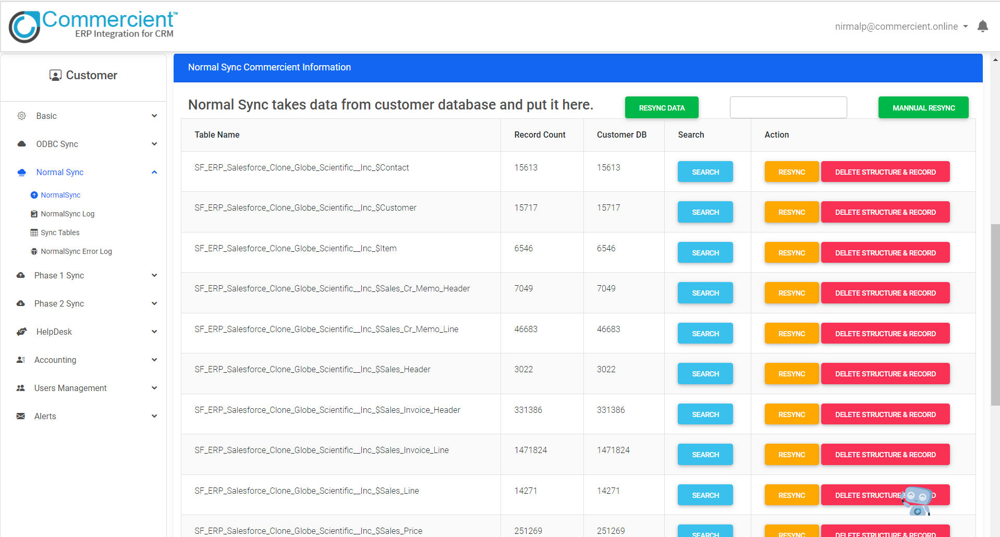 Commercient™
ERP Integration for CRM
nirmalp@commercient.online
Customer
Basic
ODBC Sync
Normal Sync
NormalSync
NormalSync Log
Sync Tables
NormalSync Error Log
Phase 1 Sync
Phase 2 Sync
HelpDesk
Accounting
Users Management
Alerts
Normal Sync Commercient Information
Normal Sync takes data from customer database and put it here. RESYNC DATA MANNUAL RESYNC
Table Name Record Count Customer DB Search Action
SF_ERP_Salesforce_Clone_Globe_Scientific__Inc_$Contact 15613 15613 SEARCH RESYNC DELETE STRUCTURE & RECORD
SF_ERP_Salesforce_Clone_Globe_Scientific__Inc_$Customer 15717 15717 SEARCH RESYNC DELETE STRUCTURE & RECORD
SF_ERP_Salesforce_Clone_Globe_Scientific__Inc_$Item 6546 6546 SEARCH RESYNC DELETE STRUCTURE & RECORD
SF_ERP_Salesforce_Clone_Globe_Scientific__Inc_$Sales_Cr_Memo_Header 7049 7049 SEARCH RESYNC DELETE STRUCTURE & RECORD
SF_ERP_Salesforce_Clone_Globe_Scientific__Inc_$Sales_Cr_Memo_Line 46683 46683 SEARCH RESYNC DELETE STRUCTURE & RECORD
SF_ERP_Salesforce_Clone_Globe_Scientific__Inc_$Sales_Header 3022 3022 SEARCH RESYNC DELETE STRUCTURE & RECORD
SF_ERP_Salesforce_Clone_Globe_Scientific__Inc_$Sales_Invoice_Header 331386 331386 SEARCH RESYNC DELETE STRUCTURE & RECORD
SF_ERP_Salesforce_Clone_Globe_Scientific__Inc_$Sales_Invoice_Line 1471824 1471824 SEARCH RESYNC DELETE STRUCTURE & RECORD
SF_ERP_Salesforce_Clone_Globe_Scientific__Inc_$Sales_Line 14271 14271 SEARCH RESYNC DELETE STRUCTURE
SF_ERP_Salesforce_Clone_Globe_Scientific__Inc_$Sales_Price 251269 251269 SEARCH RESYNC DELETE STRUCTURE & RECORD